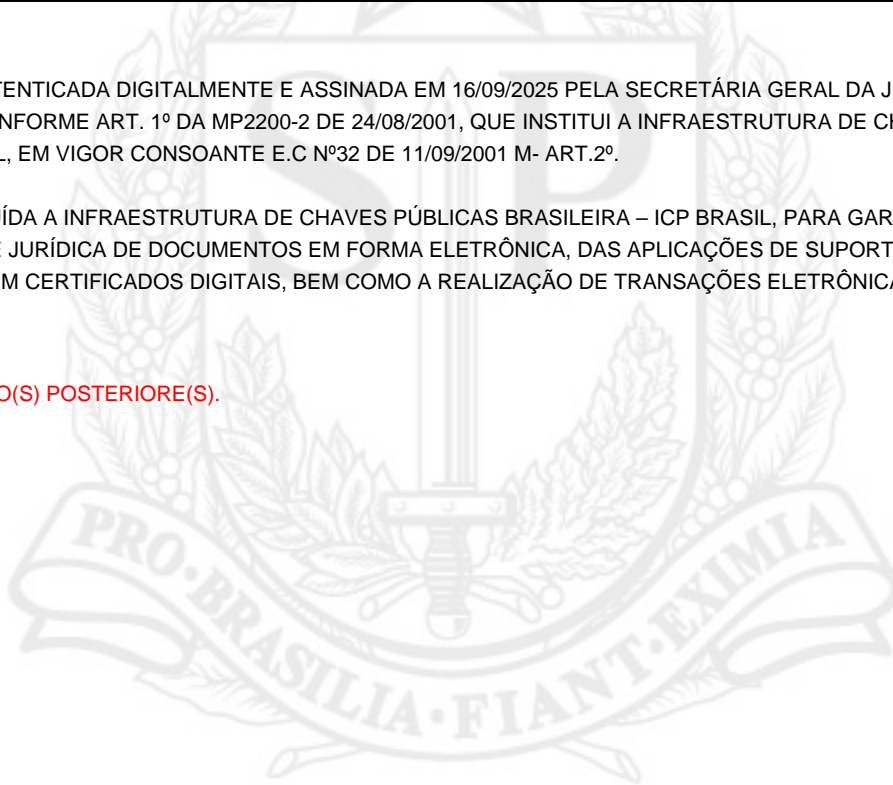 TENTICADA DIGITALMENTE E ASSINADA EM 16/09/2025 PELA SECRETÁRIA GERAL DA J
NFORME ART. 1º DA MP2200-2 DE 24/08/2001, QUE INSTITUI A INFRAESTRUTURA DE CH
L, EM VIGOR CONSOANTE E.C Nº32 DE 11/09/2001 M- ART.2º.
UÍDA A INFRAESTRUTURA DE CHAVES PÚBLICAS BRASILEIRA – ICP BRASIL, PARA GAR
E JURÍDICA DE DOCUMENTOS EM FORMA ELETRÔNICA, DAS APLICAÇÕES DE SUPORT
M CERTIFICADOS DIGITAIS, BEM COMO A REALIZAÇÃO DE TRANSAÇÕES ELETRÔNICA
O(S) POSTERIORE(S).
SP
PRO·BRASILIA·FIANT·EXIMIA